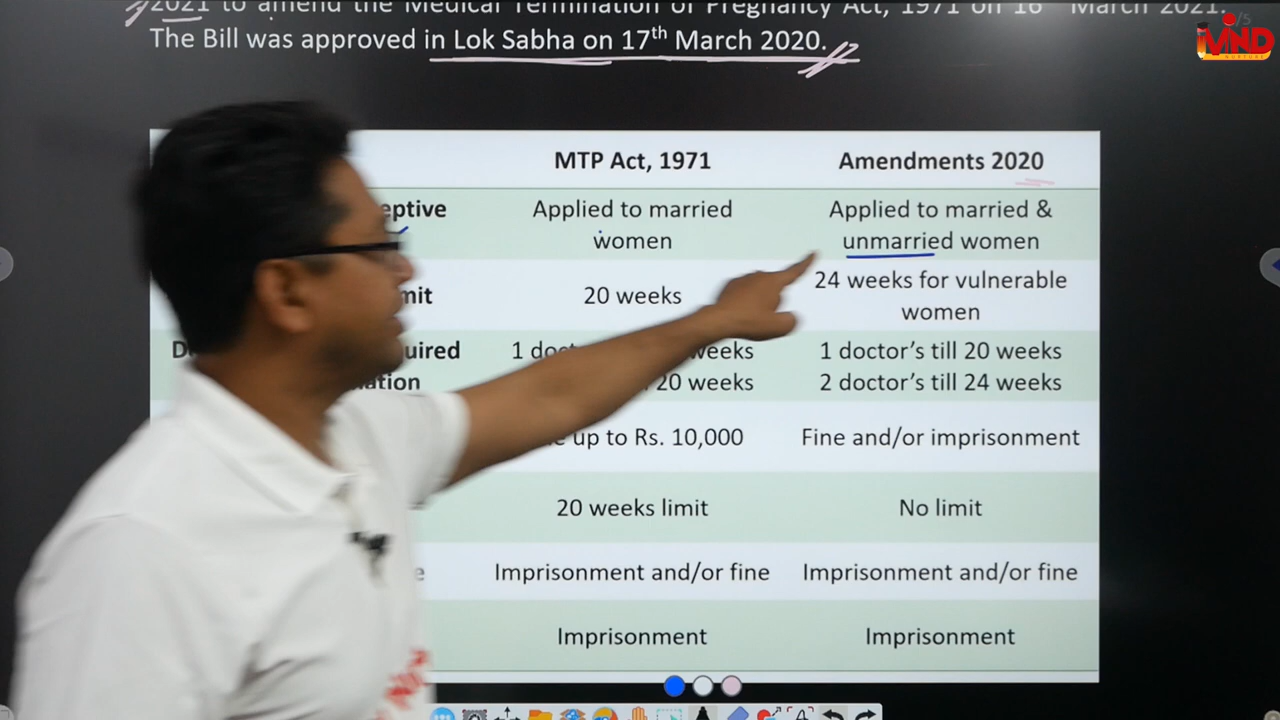 2021 to amend the Medical Termination of Pregnancy Act, 1971 on 16 March 2021.
The Bill was approved in Lok Sabha on 17th March 2020.
MTP Act, 1971 Amendments 2020
eptive Applied to married women Applied to married & unmarried women
mit 20 weeks 24 weeks for vulnerable women
quired 1 weeks 1 doctor's till 20 weeks
ation 20 weeks 2 doctor's till 24 weeks
up to Rs. 10,000 Fine and/or imprisonment
20 weeks limit No limit
Imprisonment and/or fine Imprisonment and/or fine
Imprisonment Imprisonment